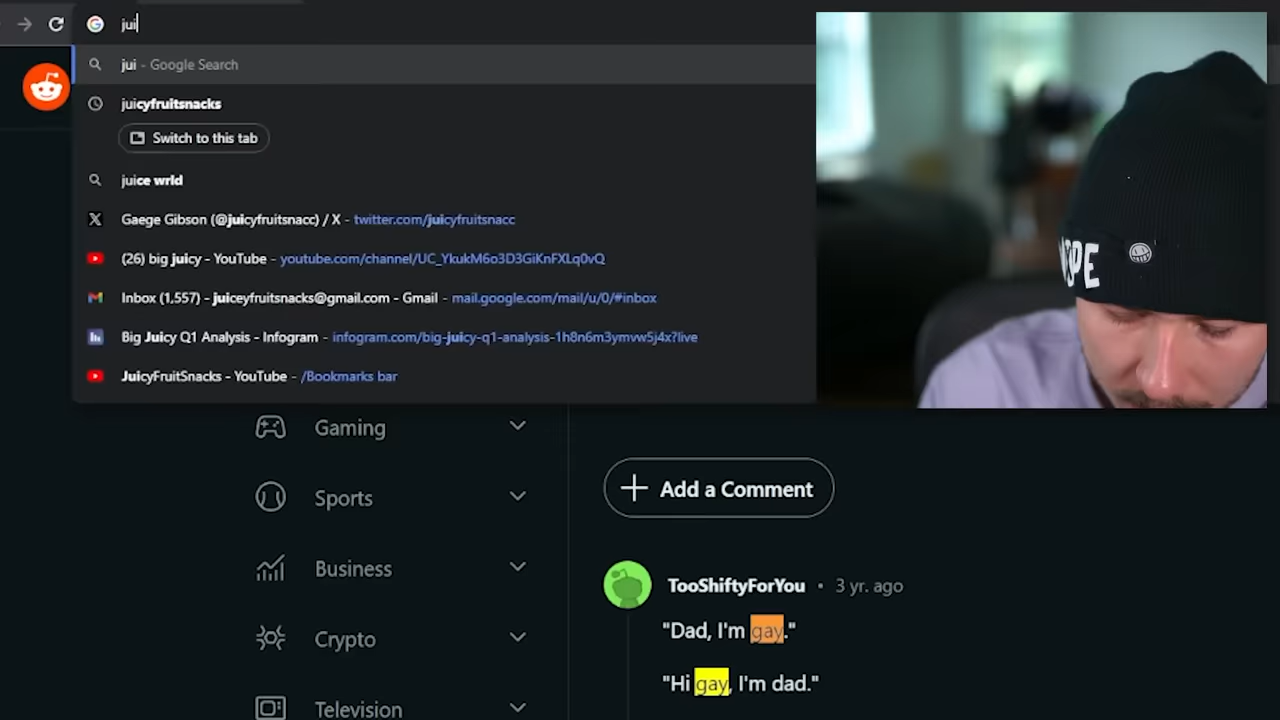 jui
jui - Google Search
juicyfruitsnacks
Switch to this tab
juice wrld
Gaege Gibson (@juicyfruitsnacc) / X - twitter.com/juicyfruitsnacc
(26) big juicy - YouTube - youtube.com/channel/UC_YkukM6o3D3GiKnFXLq0vQ
Inbox (1,557) - juiceyfruitsnacks@gmail.com - Gmail - mail.google.com/mail/u/0/#inbox
Big Juicy Q1 Analysis - Infogram - infogram.com/big-juicy-q1-analysis-1h8n6m3ymvw5j4x?live
JuicyFruitSnacks - YouTube - /Bookmarks bar
Gaming
Sports
Business
Crypto
Television
Add a Comment
TooShiftyForYou • 3 yr. ago
"Dad, I'm gay."
"Hi gay, I'm dad."